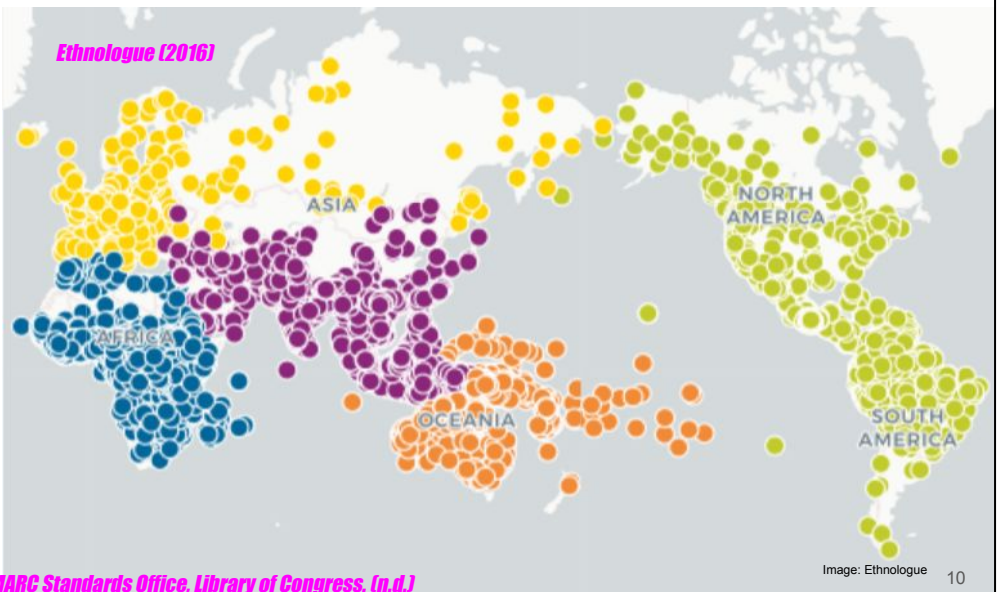 Ethnologue (2016)
ASIA
NORTH
AMERICA
AFRICA
OCEANIA
SOUTH
AMERICA
Image: Ethnologue
10
MARC Standards Office, Library of Congress, (n.d.)